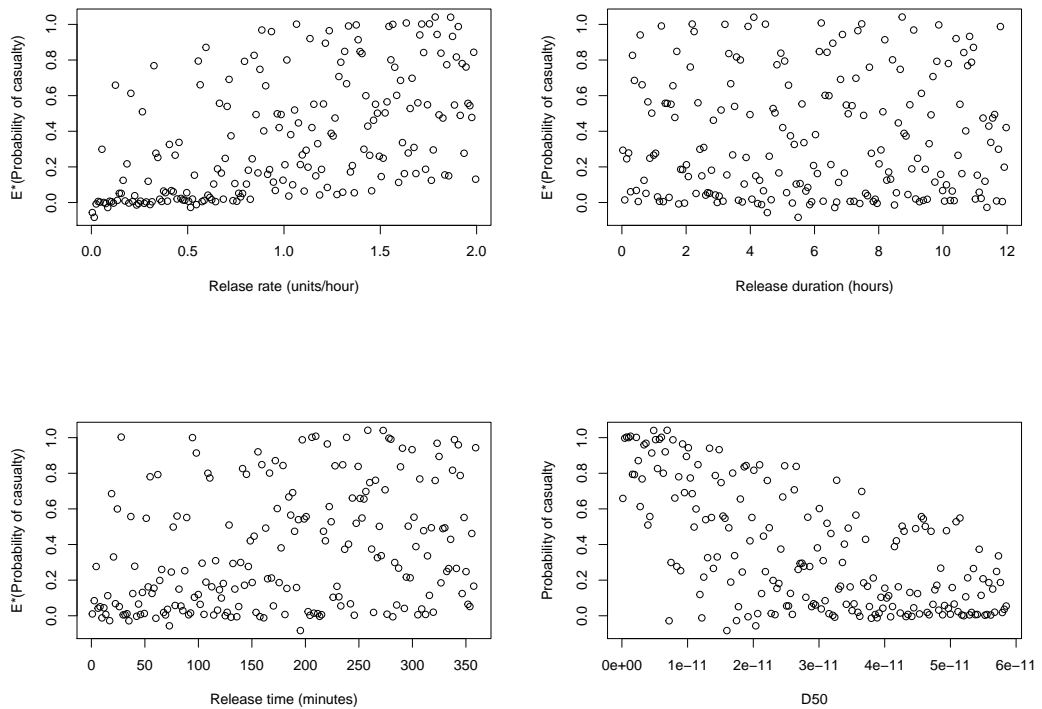 E*(Probability of casualty)
1.0
0.8
0.6
0.4
0.2
0.0
0.0 0.5 1.0 1.5 2.0
Relase rate (units/hour)
E*(Probability of casualty)
1.0
0.8
0.6
0.4
0.2
0.0
0 2 4 6 8 10 12
Release duration (hours)
E*(Probability of casualty)
1.0
0.8
0.6
0.4
0.2
0.0
0 50 100 150 200 250 300 350
Release time (minutes)
Probability of casualty
1.0
0.8
0.6
0.4
0.2
0.0
0e+00 1e−11 2e−11 3e−11 4e−11 5e−11 6e−11
D50